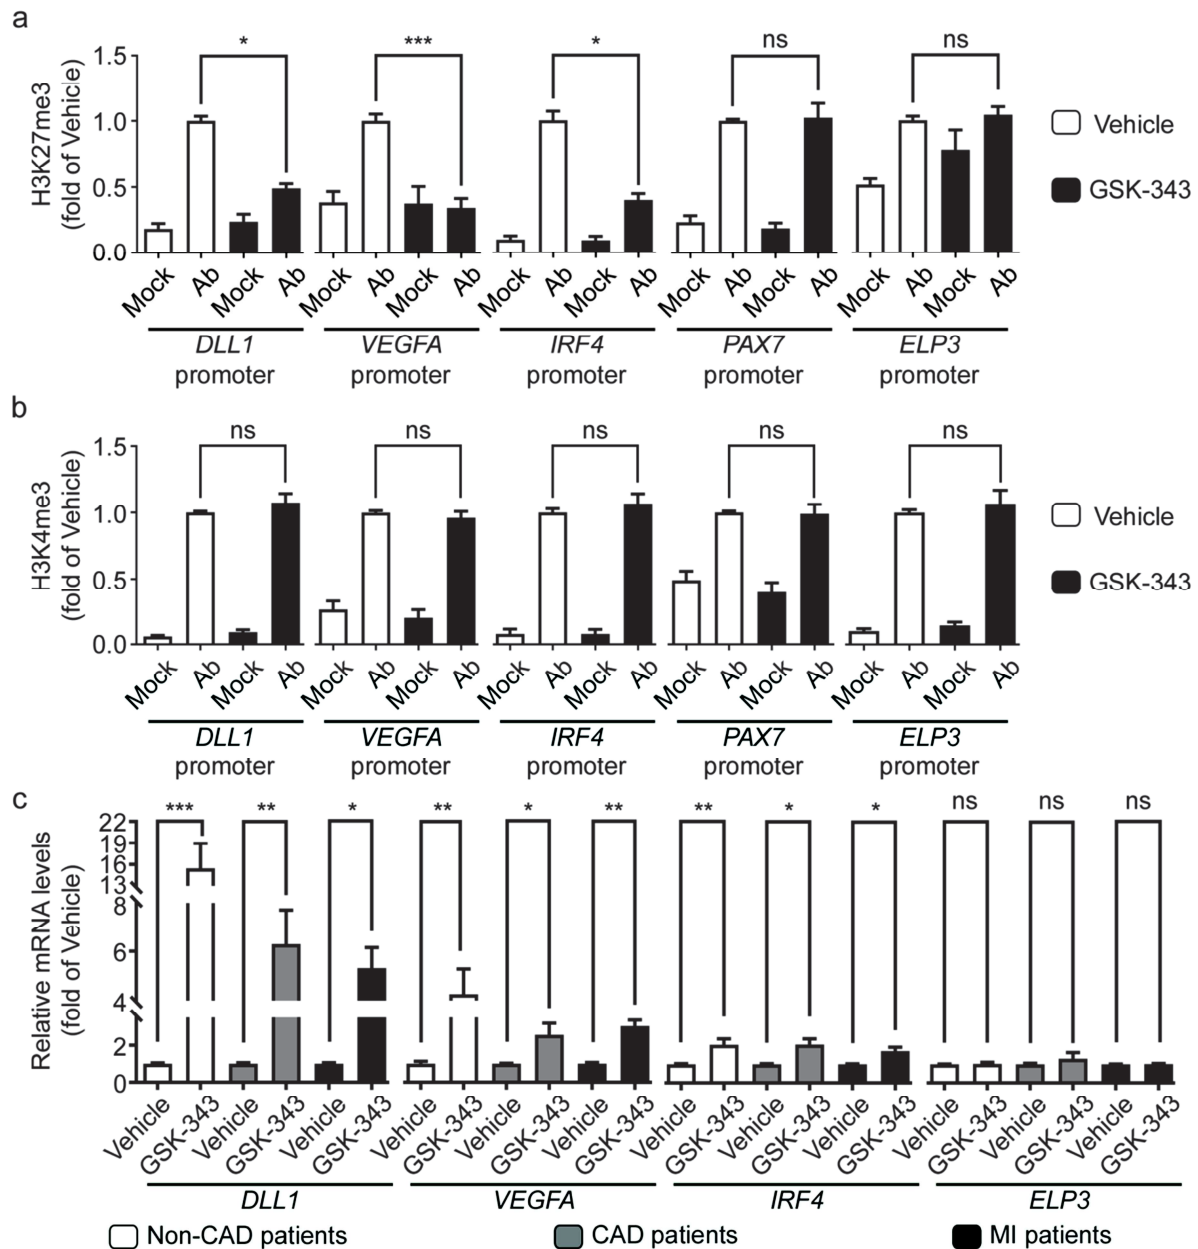 a
* *** * ns ns
H3K27me3
(fold of Vehicle)
1.5
1.0
0.5
0.0
Vehicle
GSK-343
Mock Ab Mock Ab Mock Ab Mock Ab Mock Ab Mock Ab Mock Ab Mock Ab Mock Ab Mock Ab
DLL1 VEGFA IRF4 PAX7 ELP3
promoter promoter promoter promoter promoter
b
ns ns ns ns ns
H3K4me3
(fold of Vehicle)
1.5
1.0
0.5
0.0
Vehicle
GSK-343
Mock Ab Mock Ab Mock Ab Mock Ab Mock Ab Mock Ab Mock Ab Mock Ab Mock Ab Mock Ab
DLL1 VEGFA IRF4 PAX7 ELP3
promoter promoter promoter promoter promoter
c
*** ** * ** * ** ** * * ns ns ns
Relative mRNA levels
(fold of Vehicle)
22
19
16
13
8
6
4
2
0
Vehicle GSK-343 Vehicle GSK-343 Vehicle GSK-343 Vehicle GSK-343 Vehicle GSK-343 Vehicle GSK-343 Vehicle GSK-343 Vehicle GSK-343 Vehicle GSK-343 Vehicle GSK-343 Vehicle GSK-343 Vehicle GSK-343
DLL1 VEGFA IRF4 ELP3
Non-CAD patients CAD patients MI patients